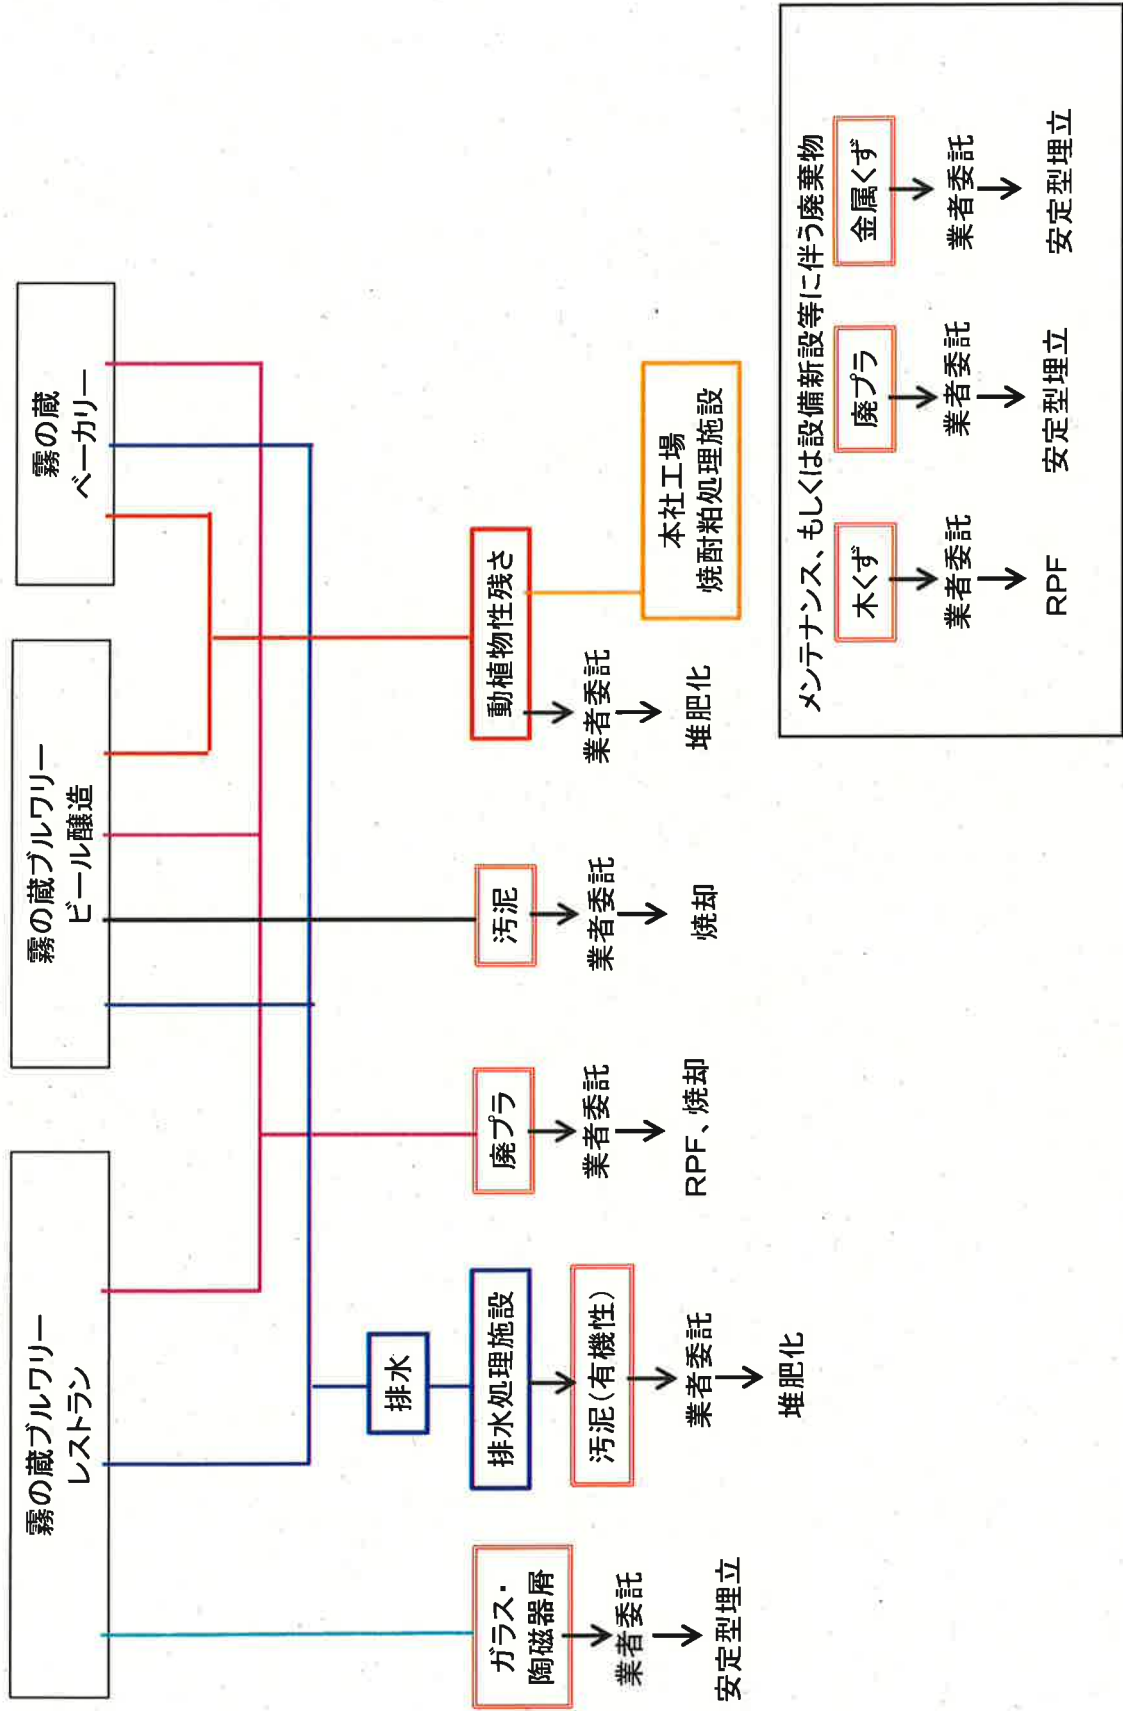 霧の蔵ブルワリー
レストラン
霧の蔵ブルワリー
ビール醸造
霧の蔵
ベーカリー
排水
ガラス・
陶磁器屑
業者委託
安定型埋立
排水処理施設
汚泥(有機性)
業者委託
堆肥化
廃プラ
業者委託
RPF、焼却
汚泥
業者委託
焼却
動植物性残さ
業者委託
堆肥化
本社工場
焼酎粕処理施設
メンテナンス、もしくは設備新設等に伴う廃棄物
木くず
業者委託
RPF
廃プラ
業者委託
安定型埋立
金属くず
業者委託
安定型埋立